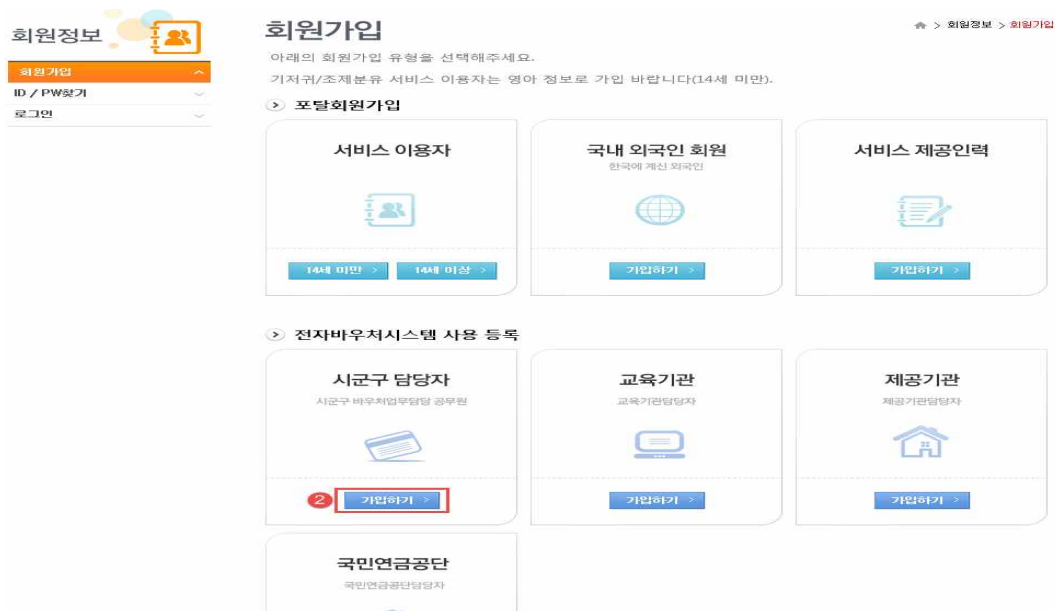 회원정보
회원가입
ID / PW찾기
로그인
회원가입
> 회원정보 > 회원가입
아래의 회원가입 유형을 선택해주세요.
기저귀/조제분유 서비스 이용자는 영아 정보로 가입 바랍니다(14세 미만).
포탈회원가입
서비스 이용자
14세 미만 >
14세 이상 >
국내 외국인 회원
한국에 계신 외국인
가입하기 >
서비스 제공인력
가입하기 >
전자바우처시스템 사용 등록
시군구 담당자
시군구 바우처업무담당 공무원
2 가입하기 >
교육기관
교육기관담당자
가입하기 >
제공기관
제공기관담당자
가입하기 >
국민연금공단
국민연금공단담당자